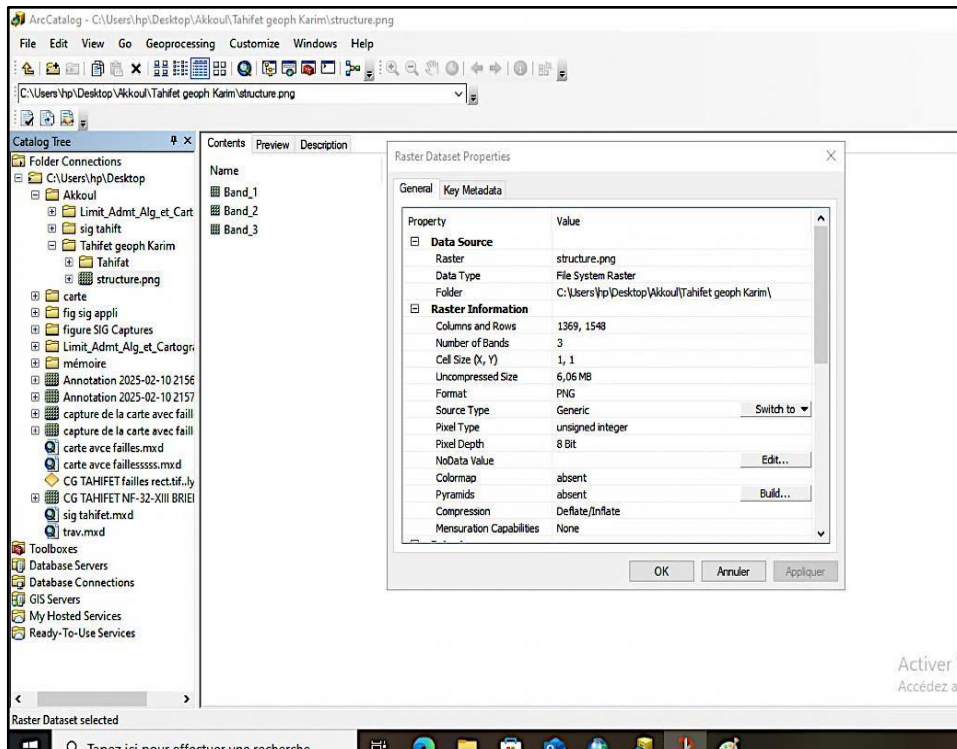 ArcCatalog - C:\Users\hp\Desktop\Akkoul\Tahifet geoph Karim\structure.png
File Edit View Go Geoprocessing Customize Windows Help
C:\Users\hp\Desktop\Akkoul\Tahifet geoph Karim\structure.png
Catalog Tree
Folder Connections
C:\Users\hp\Desktop
Akkoul
Limit_Admt_Alg_et_Cart
sig tahift
Tahifet geoph Karim
Tahifat
structure.png
carte
fig sig appli
figure SIG Captures
Limit_Admt_Alg_et_Cartogra
mémoire
Annotation 2025-02-10 2156
Annotation 2025-02-10 2157
capture de la carte avec faill
capture de la carte avec faill
carte avce failles.mxd
carte avce faillesssss.mxd
CG TAHIFET failles rect.tif..ly
CG TAHIFET NF-32-XIII BRIEI
sig tahifet.mxd
trav.mxd
Toolboxes
Database Servers
Database Connections
GIS Servers
My Hosted Services
Ready-To-Use Services
Contents Preview Description
Name
Band_1
Band_2
Band_3
Raster Dataset Properties
General Key Metadata
Property Value
Data Source
Raster structure.png
Data Type File System Raster
Folder C:\Users\hp\Desktop\Akkoul\Tahifet geoph Karim\
Raster Information
Columns and Rows 1369, 1548
Number of Bands 3
Cell Size (X, Y) 1, 1
Uncompressed Size 6,06 MB
Format PNG
Source Type Generic Switch to
Pixel Type unsigned integer
Pixel Depth 8 Bit
NoData Value Edit...
Colormap absent
Pyramids absent Build...
Compression Deflate/Inflate
Mensuration Capabilities None
OK Annuler Appliquer
Activer
Accédez a
Raster Dataset selected
Tapez ici pour effectuer une recherche